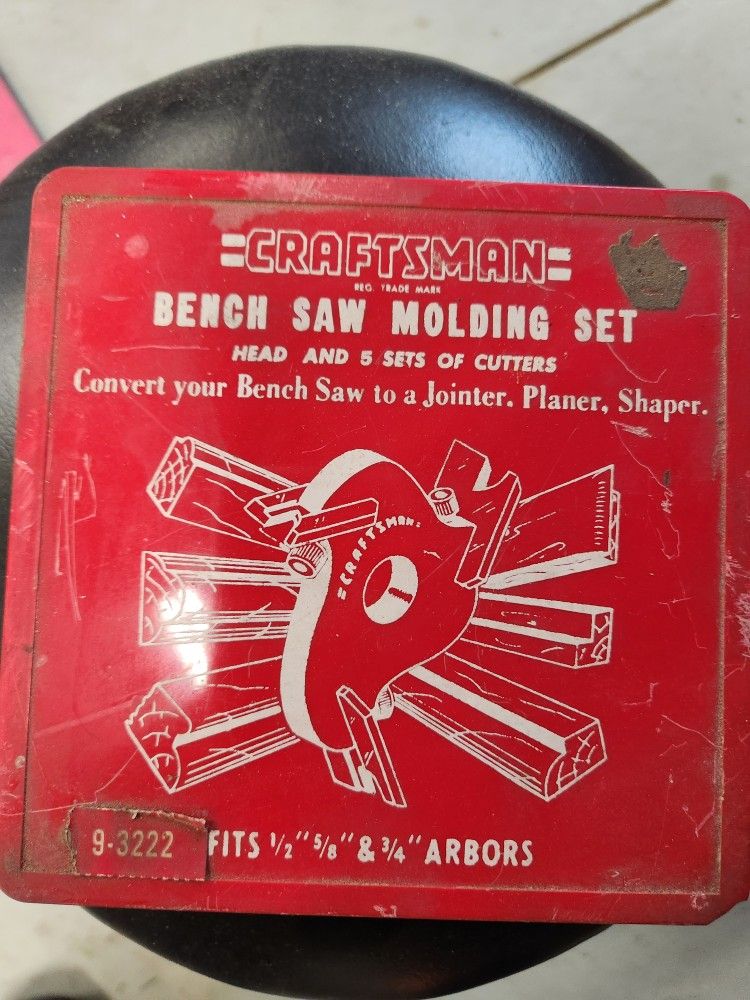 CRAFTSMAN
REG. TRADE MARK
BENCH SAW MOLDING SET
HEAD AND 5 SETS OF CUTTERS
Convert your Bench Saw to a Jointer. Planer, Shaper.
CRAFTSMAN
9-3222
FITS 1/2" 5/8" & 3/4" ARBORS